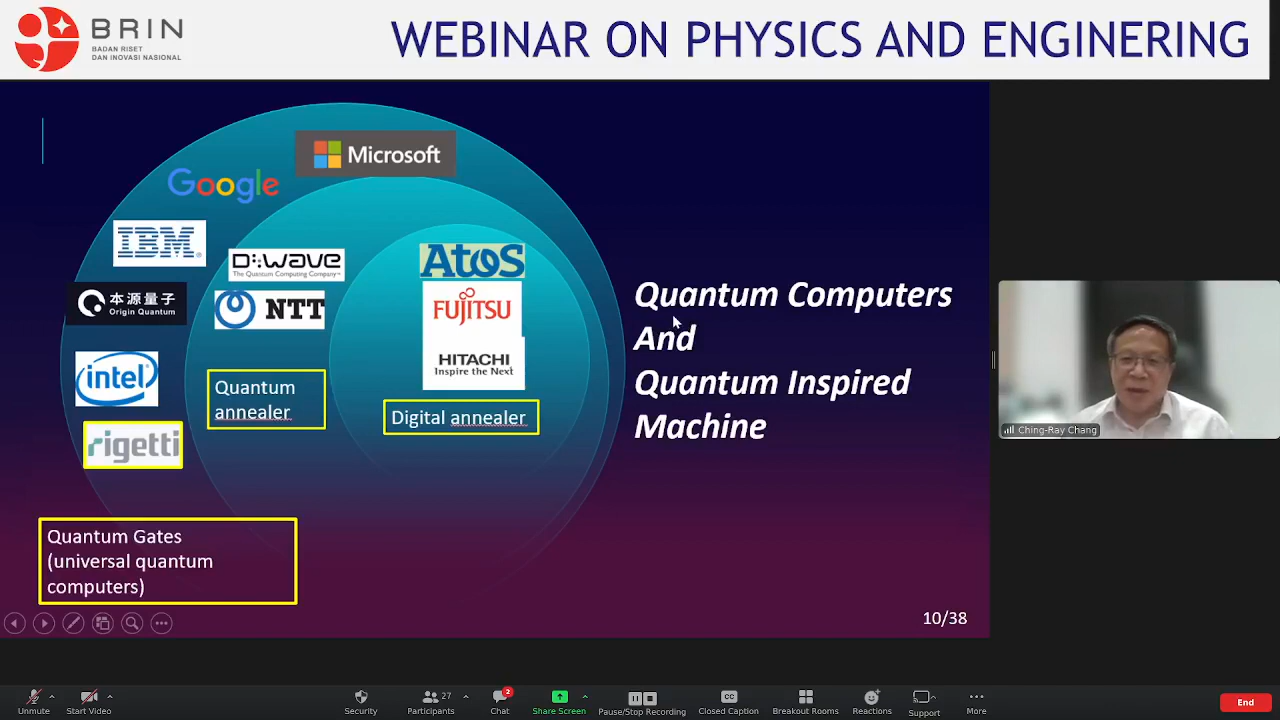 BRIN
BADAN RISET
DAN INOVASI NASIONAL
WEBINAR ON PHYSICS AND ENGINERING
Microsoft
Google
IBM
D:wave
The Quantum Computing Company™
本源量子
Origin Quantum
NTT
intel
rigetti
Atos
FUJITSU
HITACHI
Inspire the Next
Quantum
annealer
Digital annealer
Quantum Gates
(universal quantum
computers)
Quantum Computers
And
Quantum Inspired
Machine
10/38
Ching-Ray Chang
Unmute
Start Video
Security
27
Participants
2
Chat
Share Screen
Pause/Stop Recording
CC
Closed Caption
Breakout Rooms
Reactions
Support
More
End